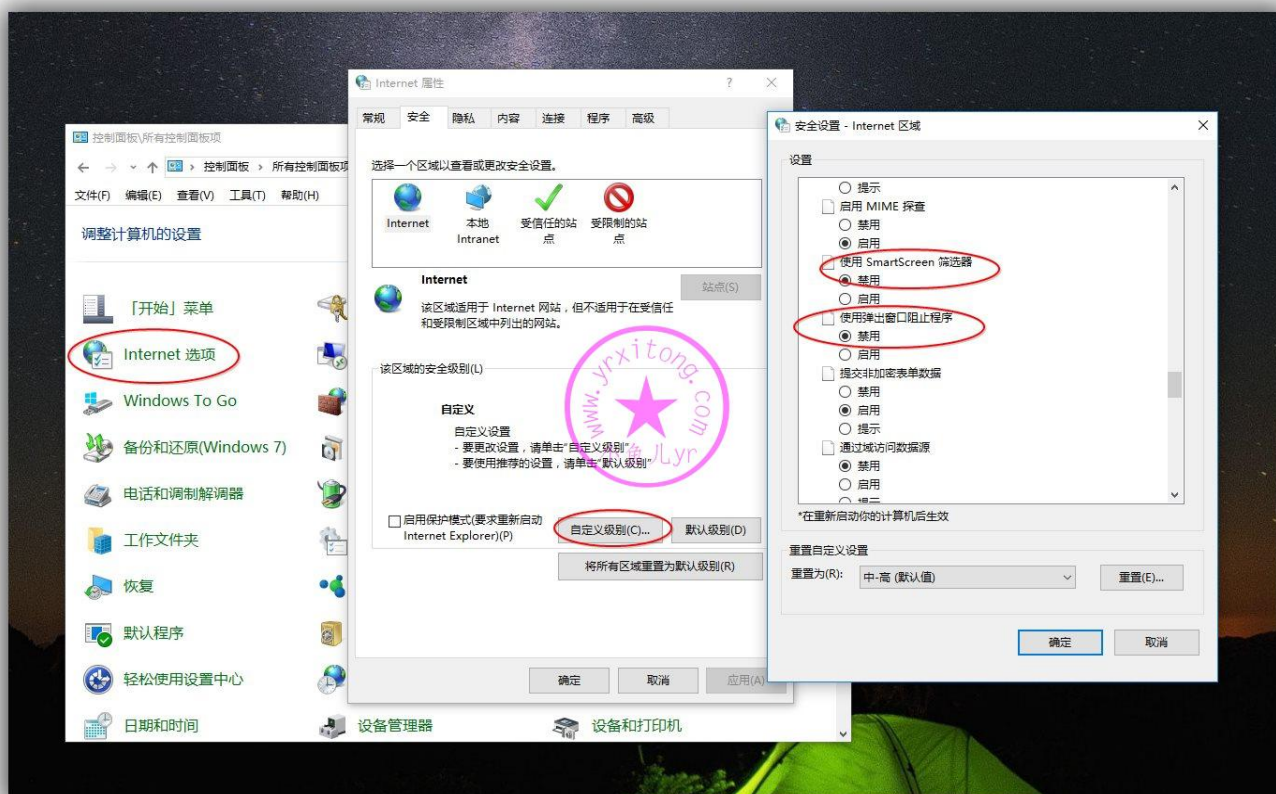 控制面板\所有控制面板项
控制面板 › 所有控制面板项
文件(F) 编辑(E) 查看(V) 工具(T) 帮助(H)
调整计算机的设置
「开始」菜单
Internet 选项
Windows To Go
备份和还原(Windows 7)
电话和调制解调器
工作文件夹
恢复
默认程序
轻松使用设置中心
日期和时间
设备管理器
设备和打印机
Internet 属性
常规 安全 隐私 内容 连接 程序 高级
选择一个区域以查看或更改安全设置。
Internet
本地
Intranet
受信任的站
点
受限制的站
点
Internet
站点(S)
该区域适用于 Internet 网站，但不适用于在受信任
和受限制区域中列出的网站。
该区域的安全级别(L)
自定义
自定义设置
- 要更改设置，请单击“自定义级别”
- 要使用推荐的设置，请单击“默认级别”
启用保护模式(要求重新启动
Internet Explorer)(P)
自定义级别(C)...
默认级别(D)
将所有区域重置为默认级别(R)
确定 取消 应用(A)
www.yrxitong.com
鱼儿yr
安全设置 - Internet 区域
设置
提示
启用 MIME 探查
禁用
启用
使用 SmartScreen 筛选器
禁用
启用
使用弹出窗口阻止程序
禁用
启用
提交非加密表单数据
禁用
启用
提示
通过域访问数据源
禁用
启用
提示
*在重新启动你的计算机后生效
重置自定义设置
重置为(R):
中-高 (默认值)
重置(E)...
确定 取消